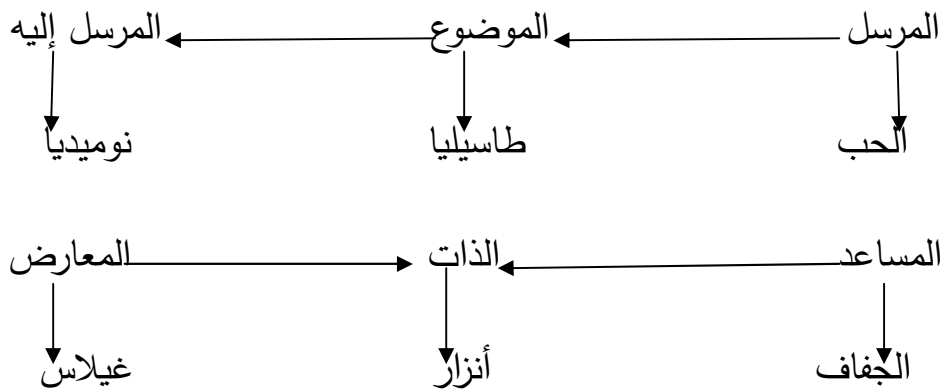 المرسل الموضوع المرسل إليه
الحب طاسيليا نوميديا
المساعد الذات المعارض
الجفاف أنزار غيلاس